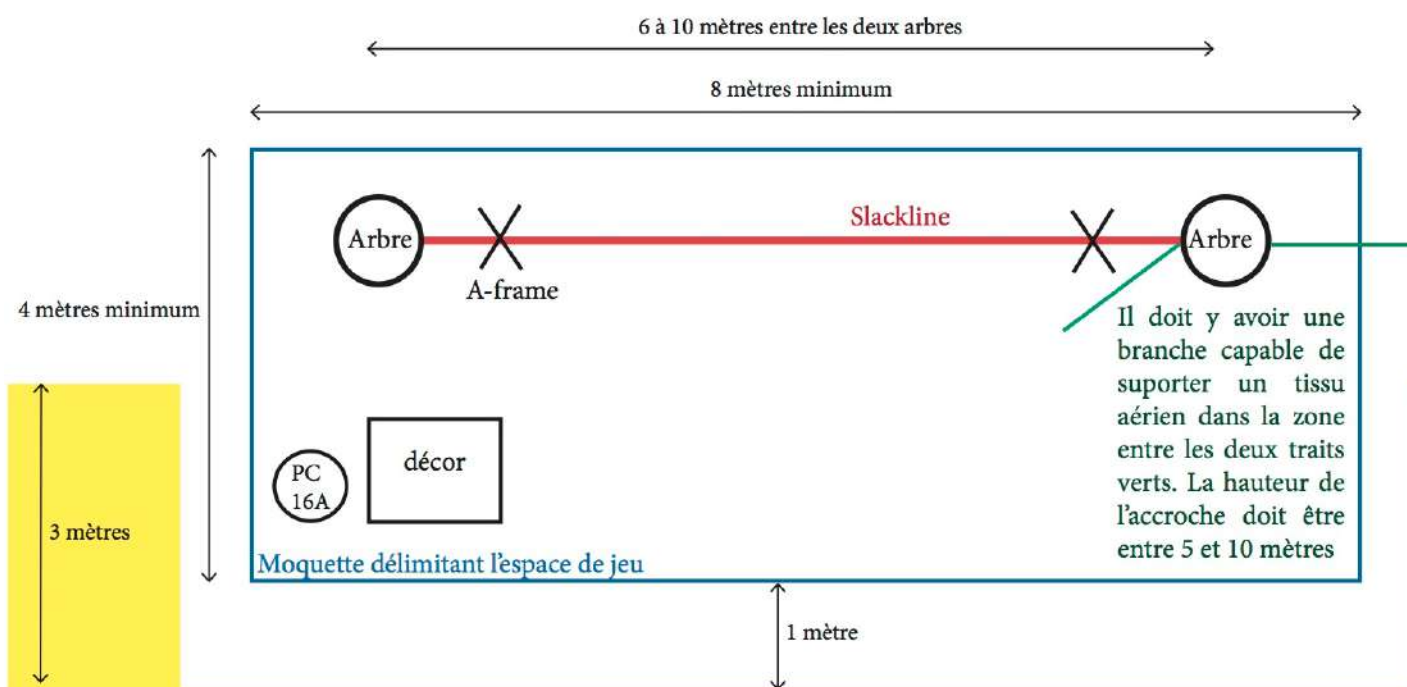 6 à 10 mètres entre les deux arbres
8 mètres minimum
Slackline
Arbre
Arbre
A-frame
4 mètres minimum
Il doit y avoir une
branche capable de
suporter un tissu
aérien dans la zone
entre les deux traits
verts. La hauteur de
l'accroche doit être
entre 5 et 10 mètres
décor
PC
16A
3 mètres
Moquette délimitant l'espace de jeu
1 mètre